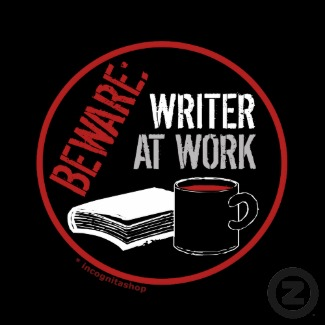 BEWARE:
WRITER
AT WORK
* incognitashop
Z